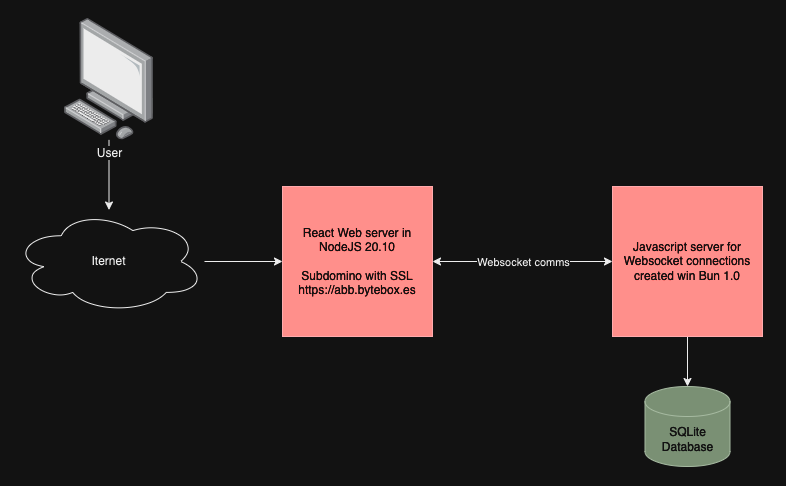 User
Iternet
React Web server in
NodeJS 20.10
Subdomino with SSL
https://abb.bytebox.es
Websocket comms
Javascript server for
Websocket connections
created win Bun 1.0
SQLite
Database